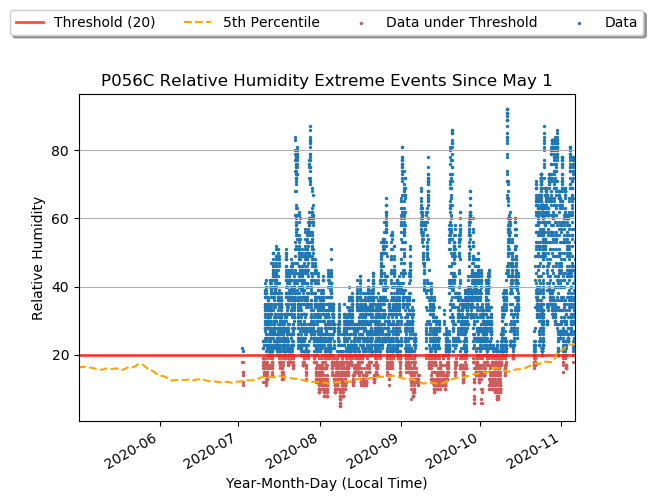 Threshold (20) 5th Percentile Data under Threshold Data
P056C Relative Humidity Extreme Events Since May 1
Relative Humidity
80
60
40
20
2020-06 2020-07 2020-08 2020-09 2020-10 2020-11
Year-Month-Day (Local Time)